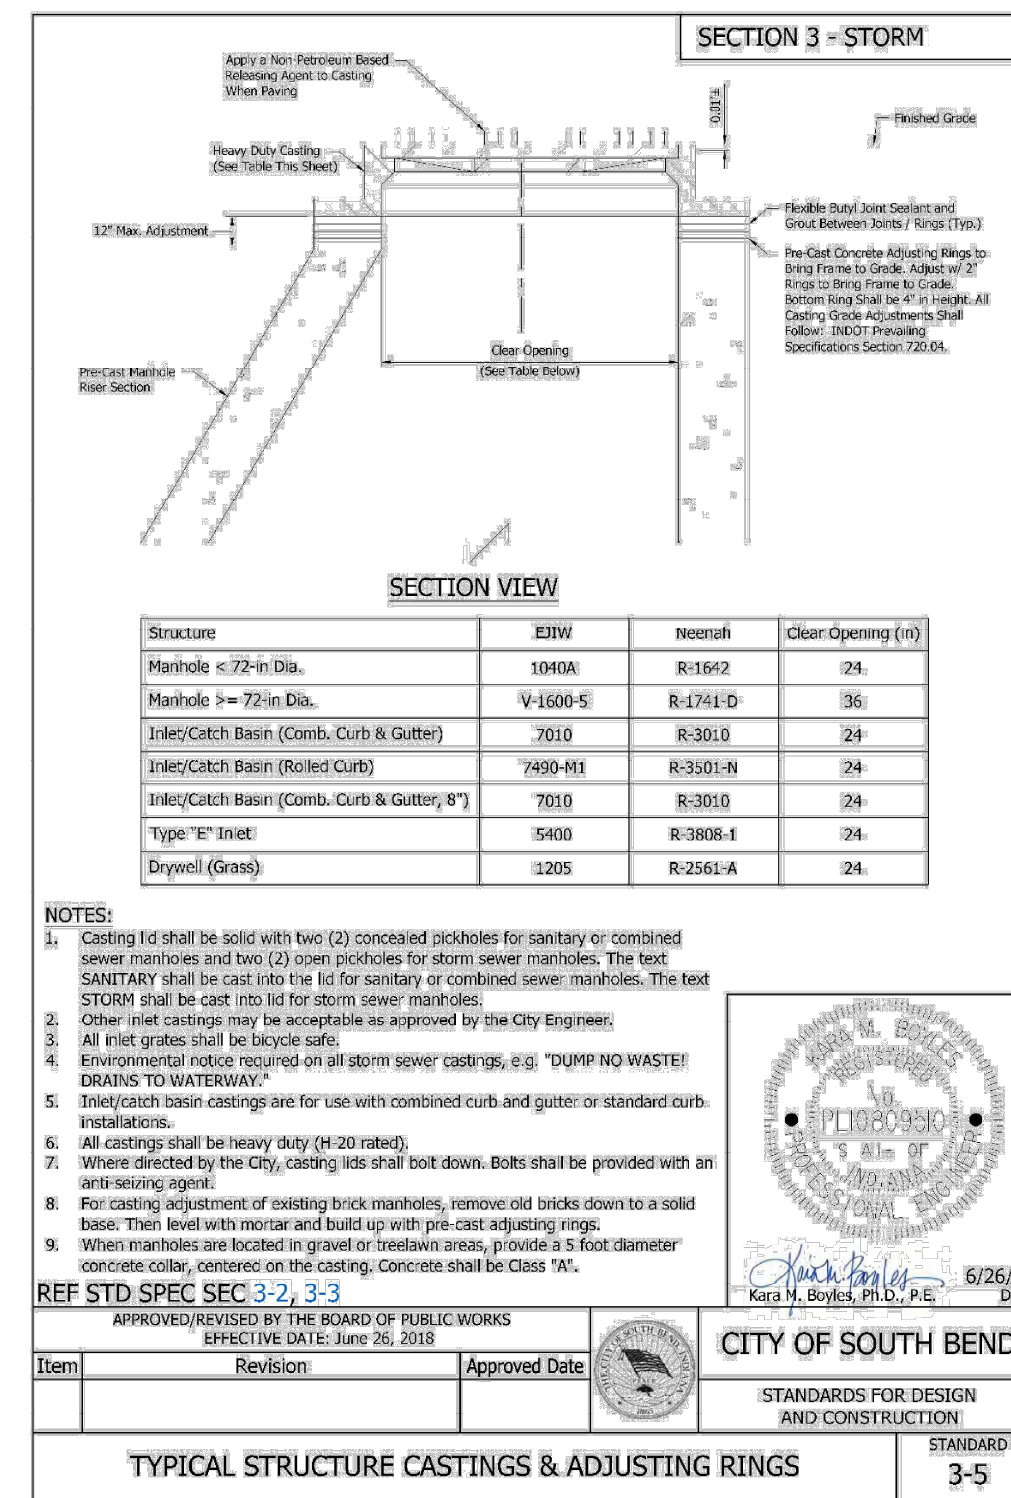 SECTION 3 - STORM
Apply a Non-Petroleum Based
Releasing Agent to Casting
When Paving
0.01'±
Finished Grade
Heavy Duty Casting
(See Table This Sheet)
12" Max. Adjustment
Flexible Butyl Joint Sealant and
Grout Between Joints / Rings (Typ.)
Pre-Cast Concrete Adjusting Rings to
Bring Frame to Grade. Adjust w/ 2"
Rings to Bring Frame to Grade.
Bottom Ring Shall be 4" in Height. All
Casting Grade Adjustments Shall
Follow: INDOT Prevailing
Specifications Section 720.04.
Clear Opening
(See Table Below)
Pre-Cast Manhole
Riser Section
SECTION VIEW
Structure EJIW Neenah Clear Opening (in)
Manhole < 72-in Dia. 1040A R-1642 24
Manhole >= 72-in Dia. V-1600-5 R-1741-D 36
Inlet/Catch Basin (Comb. Curb & Gutter) 7010 R-3010 24
Inlet/Catch Basin (Rolled Curb) 7490-M1 R-3501-N 24
Inlet/Catch Basin (Comb. Curb & Gutter, 8") 7010 R-3010 24
Type "E" Inlet 5400 R-3808-1 24
Drywell (Grass) 1205 R-2561-A 24
NOTES:
1. Casting lid shall be solid with two (2) concealed pickholes for sanitary or combined
sewer manholes and two (2) open pickholes for storm sewer manholes. The text
SANITARY shall be cast into the lid for sanitary or combined sewer manholes. The text
STORM shall be cast into lid for storm sewer manholes.
2. Other inlet castings may be acceptable as approved by the City Engineer.
3. All inlet grates shall be bicycle safe.
4. Environmental notice required on all storm sewer castings, e.g. "DUMP NO WASTE!
DRAINS TO WATERWAY."
5. Inlet/catch basin castings are for use with combined curb and gutter or standard curb
installations.
6. All castings shall be heavy duty (H-20 rated).
7. Where directed by the City, casting lids shall bolt down. Bolts shall be provided with an
anti-seizing agent.
8. For casting adjustment of existing brick manholes, remove old bricks down to a solid
base. Then level with mortar and build up with pre-cast adjusting rings.
9. When manholes are located in gravel or treelawn areas, provide a 5 foot diameter
concrete collar, centered on the casting. Concrete shall be Class "A".
REF STD SPEC SEC 3-2, 3-3
KARA M. BOYLES
REGISTERED
No.
PE10809510
STATE OF
INDIANA
PROFESSIONAL ENGINEER
Kara M. Boyles
6/26/
Kara M. Boyles, Ph.D., P.E. D
APPROVED/REVISED BY THE BOARD OF PUBLIC WORKS
EFFECTIVE DATE: June 26, 2018
Item Revision Approved Date
THE CITY OF SOUTH BEND, INDIANA
PEACE
1865
CITY OF SOUTH BEND
STANDARDS FOR DESIGN
AND CONSTRUCTION
TYPICAL STRUCTURE CASTINGS & ADJUSTING RINGS
STANDARD
3-5